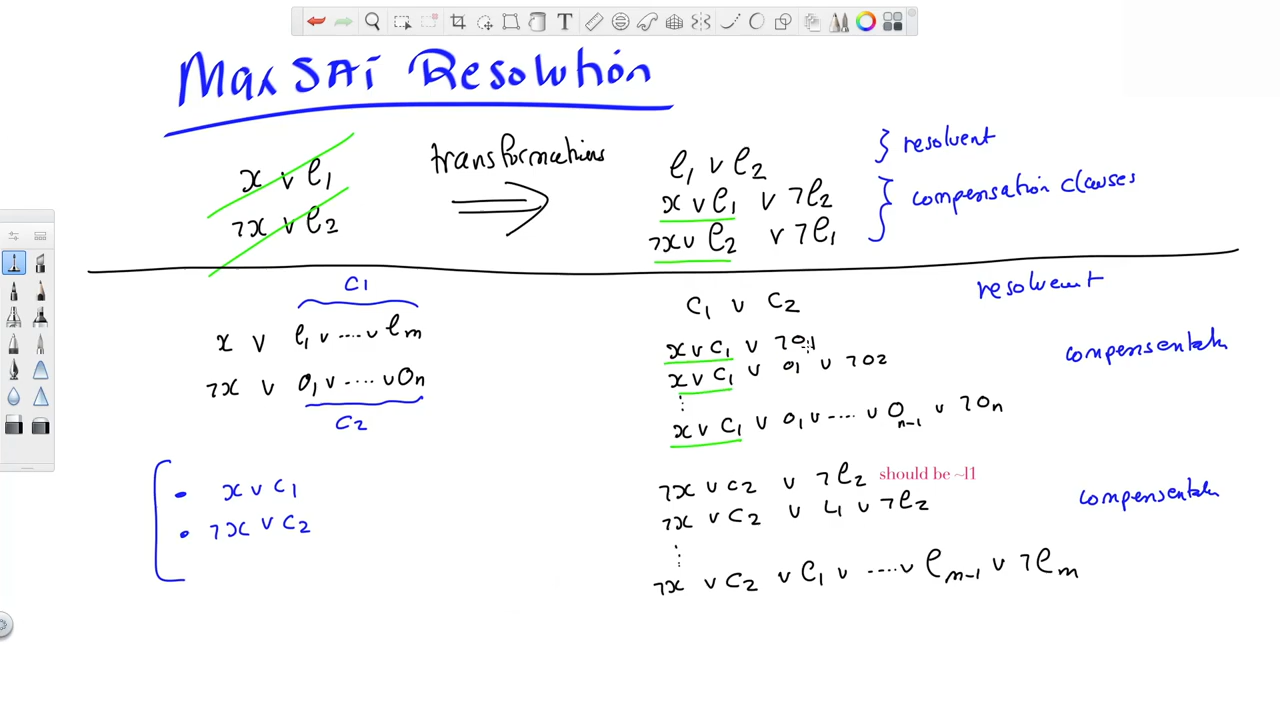 MaxSAT Resolution
x ∨ l1
¬x ∨ l2
transformations
l1 ∨ l2
x ∨ l1 ∨ ¬l2
¬x ∨ l2 ∨ ¬l1
} resolvent
} compensation clauses
C1
x ∨ l1 ∨ .... ∨ lm
¬x ∨ o1 ∨ .... ∨ on
C2
• x ∨ C1
• ¬x ∨ C2
C1 ∨ C2
resolvent
x ∨ C1 ∨ ¬o1
x ∨ C1 ∨ o1 ∨ ¬o2
⋮
x ∨ C1 ∨ o1 ∨ .... ∨ on-1 ∨ ¬on
¬x ∨ C2 ∨ ¬l2 should be ~l1
¬x ∨ C2 ∨ l1 ∨ ¬l2
⋮
¬x ∨ C2 ∨ l1 ∨ .... ∨ lm-1 ∨ ¬lm